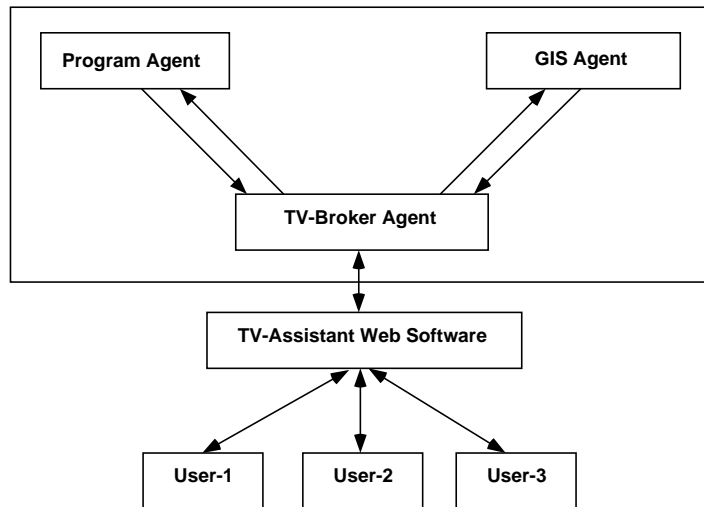 Program Agent
GIS Agent
TV-Broker Agent
TV-Assistant Web Software
User-1
User-2
User-3